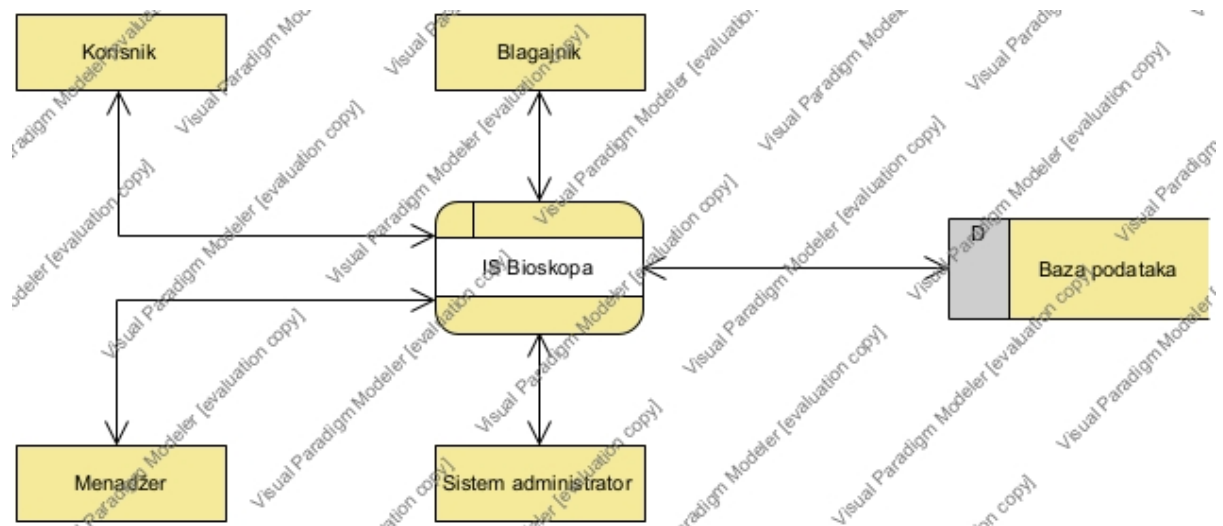 Korisnik
Blagajnik
IS Bioskopa
D
Baza podataka
Menadžer
Sistem administrator
Visual Paradigm Modeler [evaluation copy]